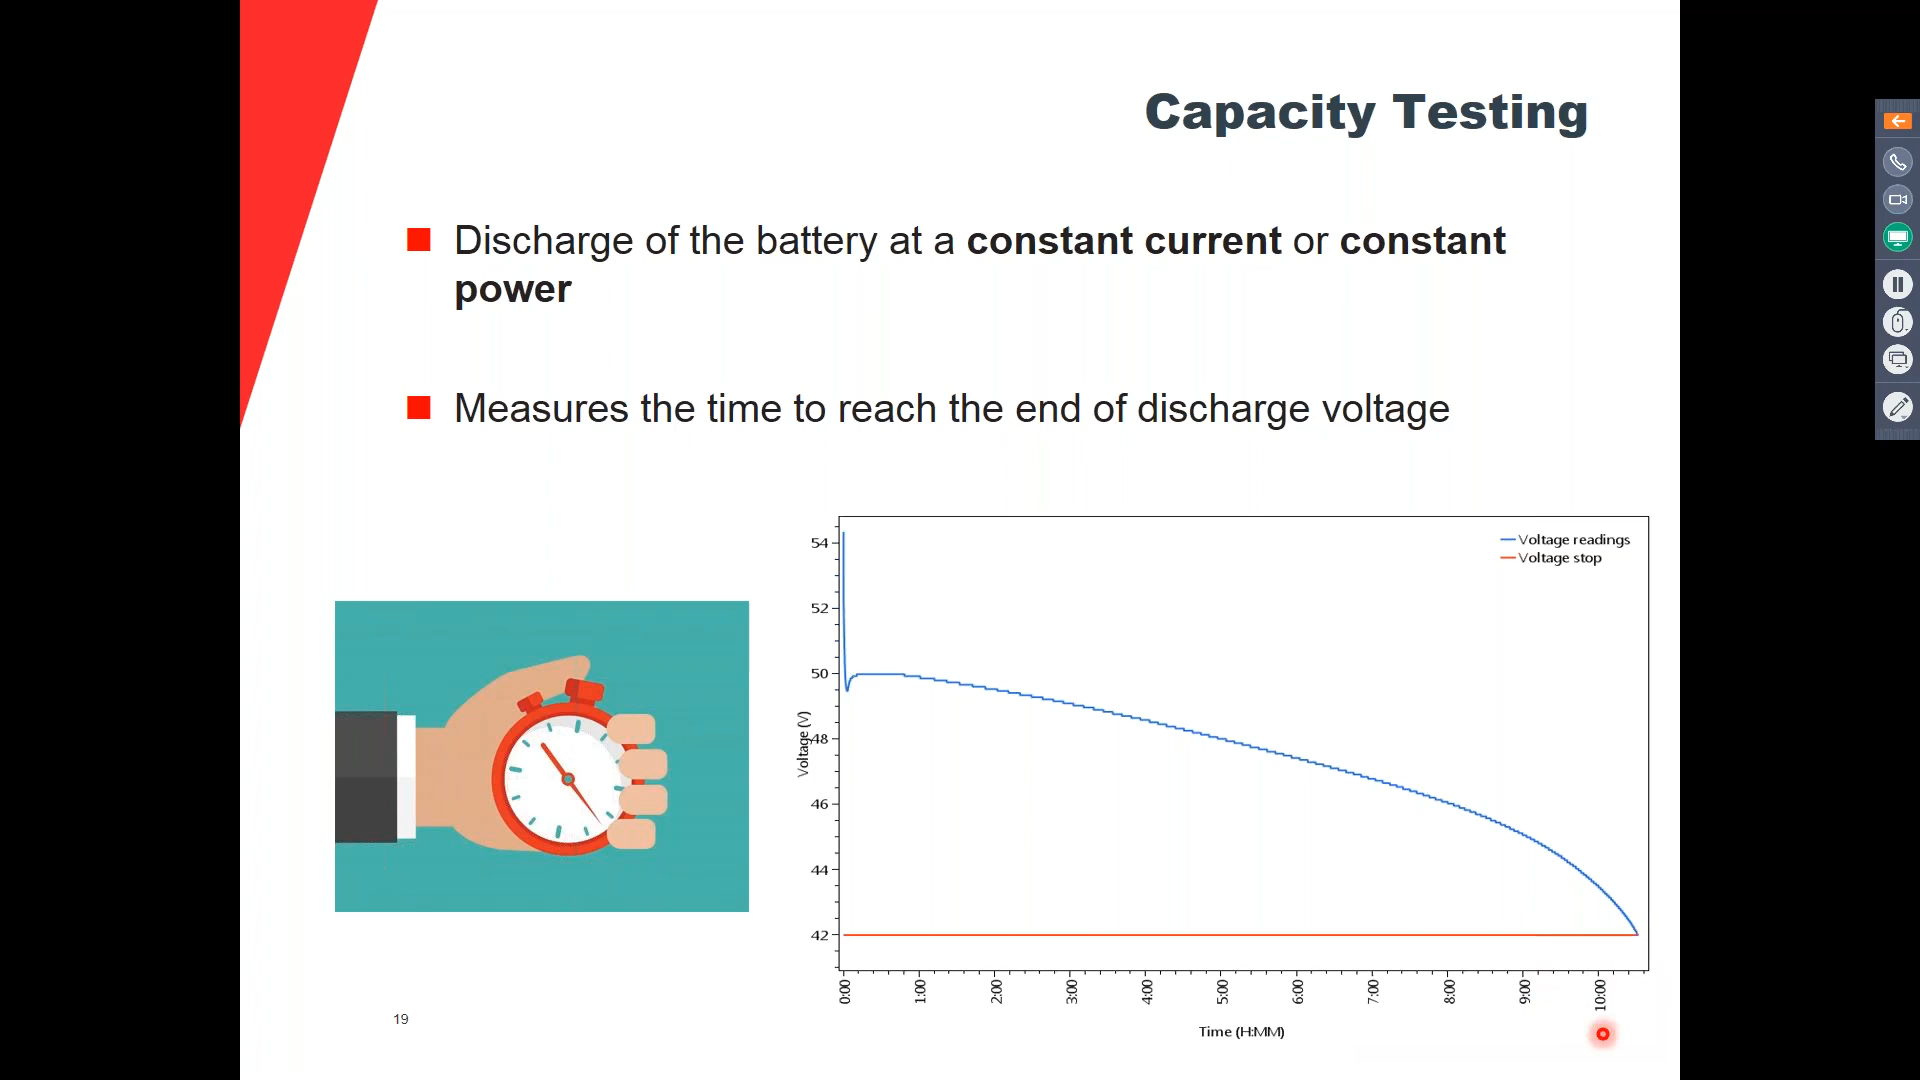 Capacity Testing
Discharge of the battery at a constant current or constant
power
Measures the time to reach the end of discharge voltage
Voltage readings
Voltage stop
54
52
50
48
46
44
42
Voltage (V)
0:00 1:00 2:00 3:00 4:00 5:00 6:00 7:00 8:00 9:00 10:00
Time (H:MM)
19